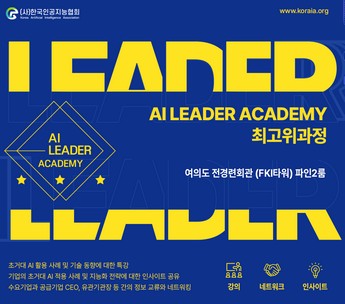 (사)한국인공지능협회
Korea Artificial Intelligence Association
www.koraia.org
LEADER
AI LEADER ACADEMY
최고위과정
AI
LEADER
ACADEMY
여의도 전경련회관 (FKI타워) 파인2룸
LEADER
초거대 AI 활용 사례 및 기술 동향에 대한 특강
기업의 초거대 AI 적용 사례 및 지능화 전략에 대한 인사이트 공유
수요기업과 공급기업 CEO, 유관기관장 등 간의 정보 교류와 네트워킹
강의
네트워크
인사이트